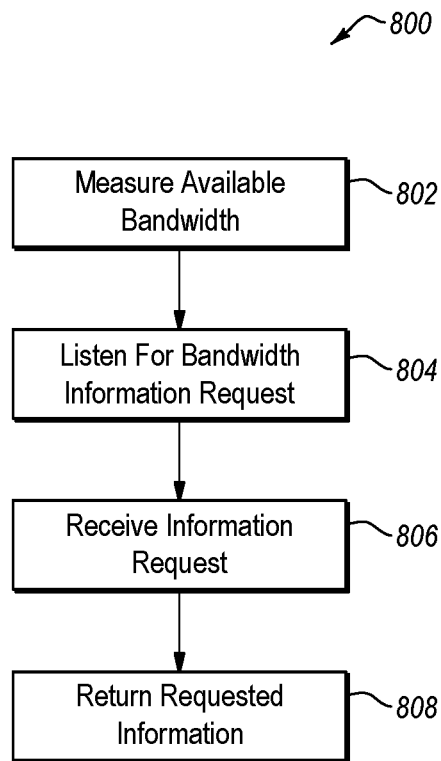 800
Measure Available
Bandwidth
802
Listen For Bandwidth
Information Request
804
Receive Information
Request
806
Return Requested
Information
808